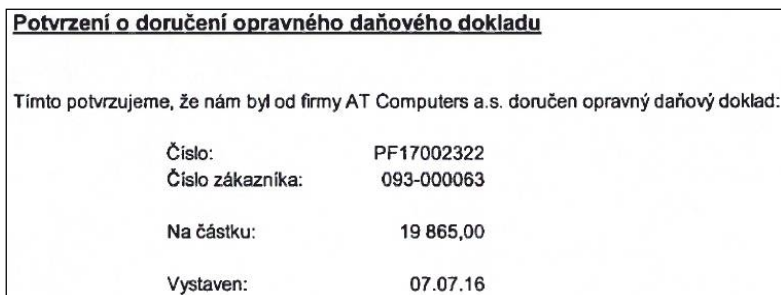 Potvrzení o doručení opravného daňového dokladu
Tímto potvrzujeme, že nám byl od firmy AT Computers a.s. doručen opravný daňový doklad:
Číslo: PF17002322
Číslo zákazníka: 093-000063
Na částku: 19 865,00
Vystaven: 07.07.16